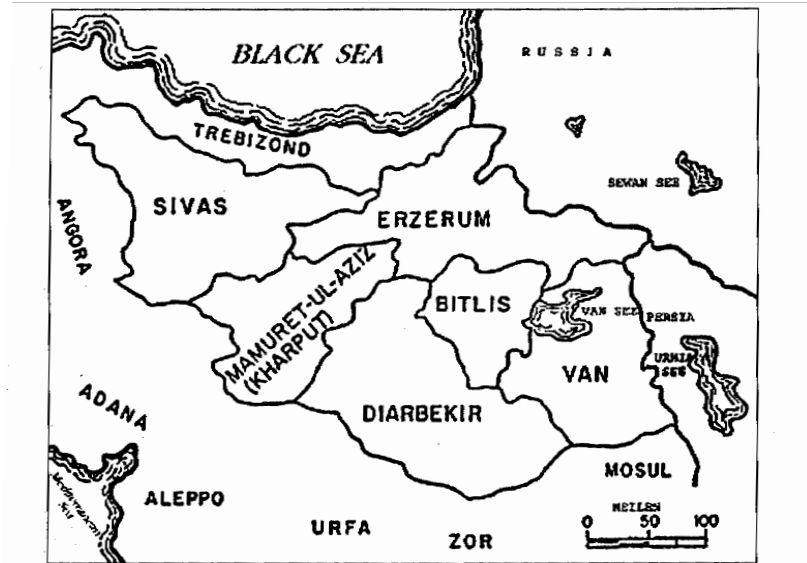 BLACK SEA
RUSSIA
TREBIZOND
SEWAN SEE
SIVAS
ANGORA
ERZERUM
MAMURET-UL-AZIZ
(KHARPUT)
BITLIS
VAN SEE
PERSIA
URMIA
SEE
VAN
ADANA
DIARBEKIR
MOSUL
ALEPPO
URFA
ZOR
MEILEN
0 50 100